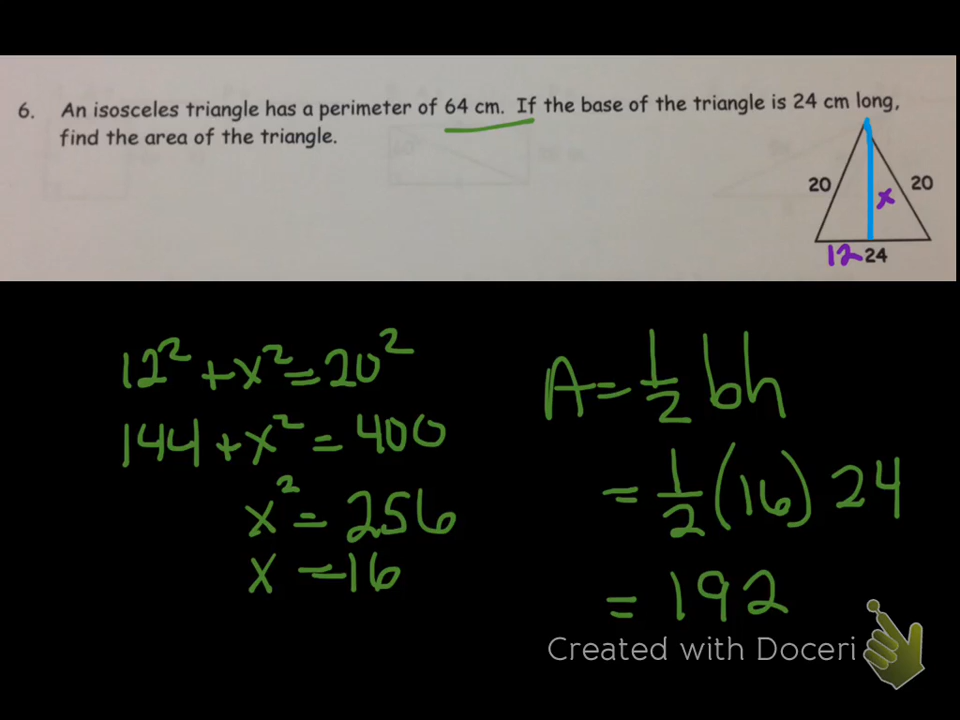 6. An isosceles triangle has a perimeter of 64 cm. If the base of the triangle is 24 cm long,
find the area of the triangle.
20 x 20
12 24
12² + x² = 20²
144 + x² = 400
x² = 256
x = 16
A = 1/2 bh
= 1/2 (16) 24
= 192
Created with Doceri